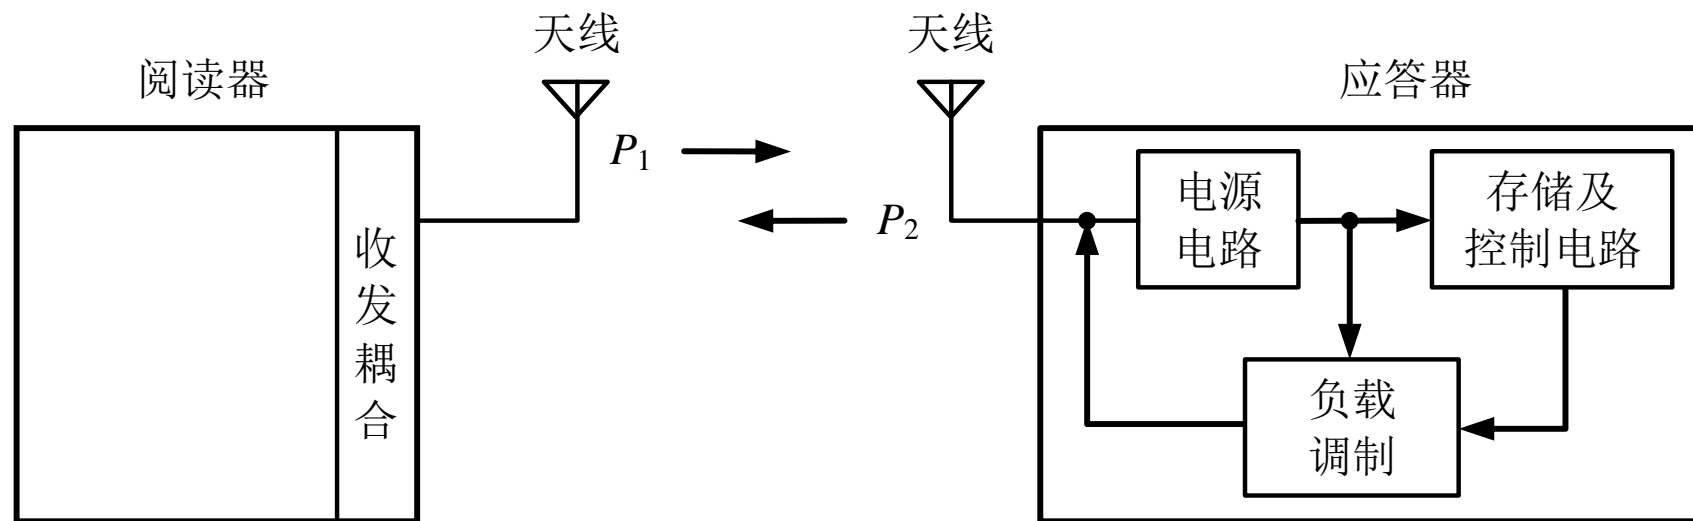 天线
天线
阅读器
应答器
P₁
P₂
收
发
耦
合
电源
电路
存储及
控制电路
负载
调制